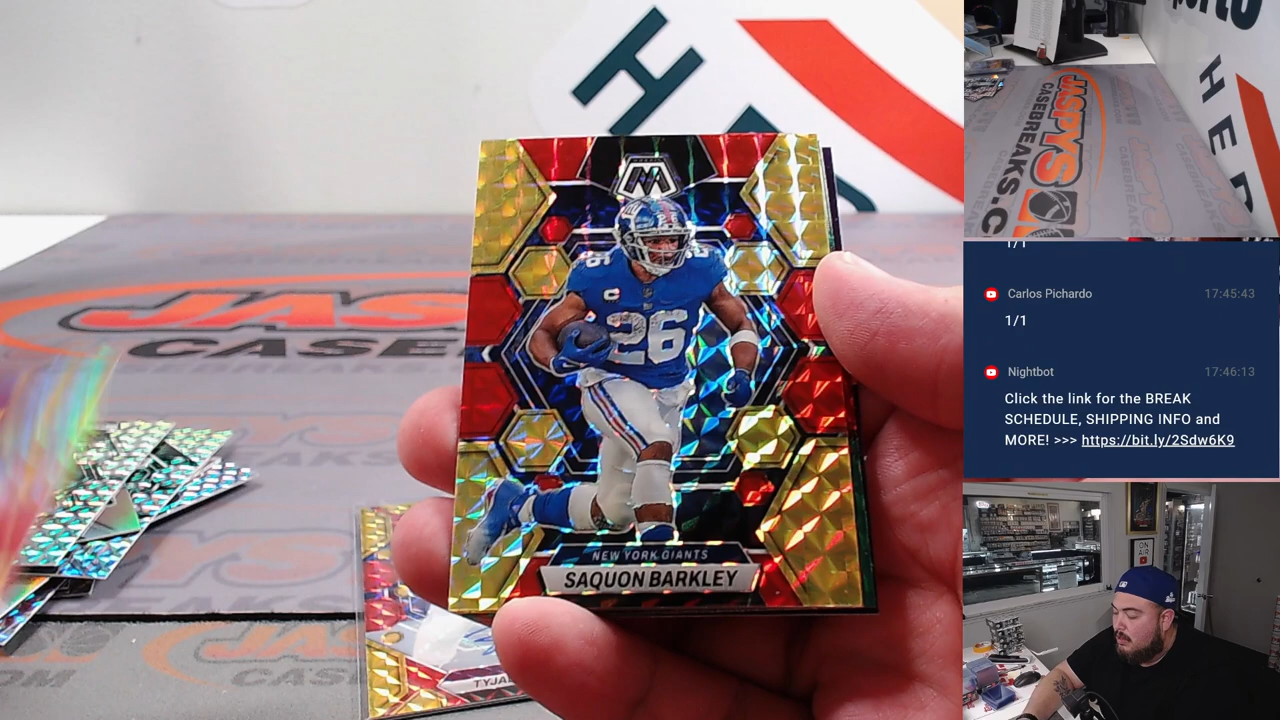 26
C
26
NEW YORK GIANTS
SAQUON BARKLEY
JASPYS
CASEBREAKS.C
HER
1/1
Carlos Pichardo 17:45:43
1/1
Nightbot 17:46:13
Click the link for the BREAK
SCHEDULE, SHIPPING INFO and
MORE! >>> https://bit.ly/2Sdw6K9
ON
AIR